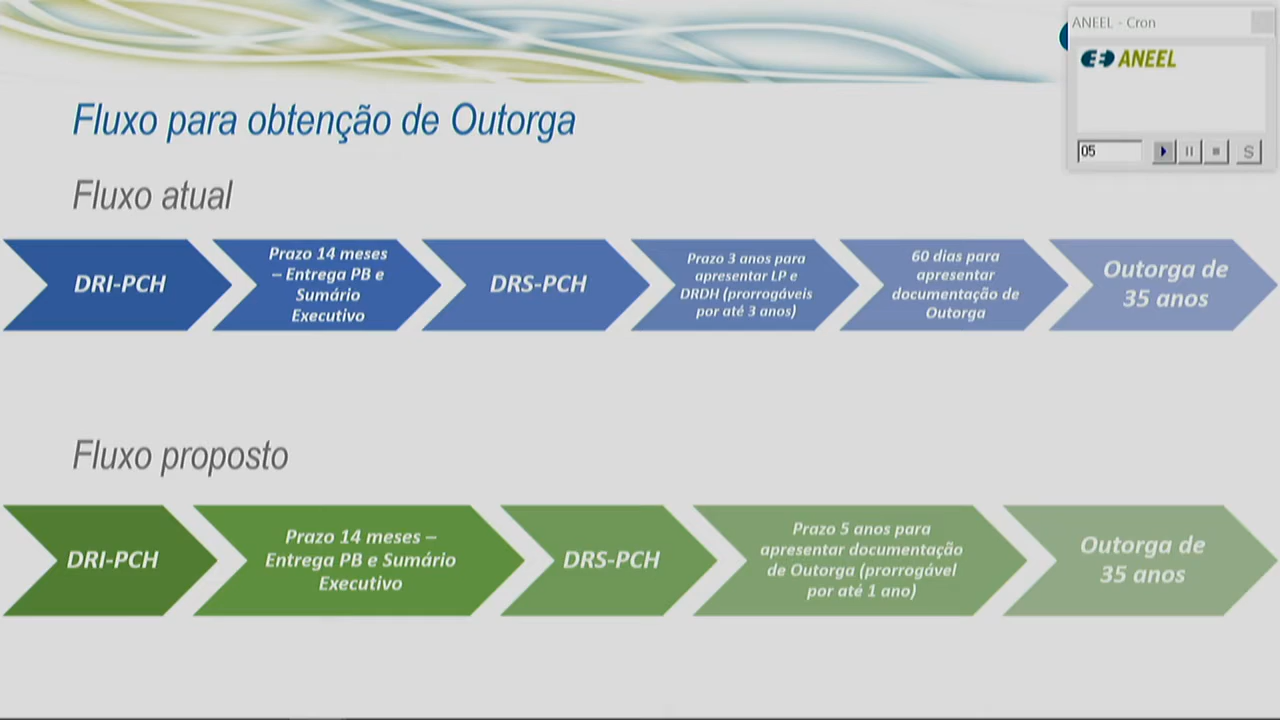 ANEEL - Cron
ANEEL
05
S
Fluxo para obtenção de Outorga
Fluxo atual
DRI-PCH
Prazo 14 meses
– Entrega PB e
Sumário
Executivo
DRS-PCH
Prazo 3 anos para
apresentar LP e
DRDH (prorrogáveis
por até 3 anos)
60 dias para
apresentar
documentação de
Outorga
Outorga de
35 anos
Fluxo proposto
DRI-PCH
Prazo 14 meses –
Entrega PB e Sumário
Executivo
DRS-PCH
Prazo 5 anos para
apresentar documentação
de Outorga (prorrogável
por até 1 ano)
Outorga de
35 anos